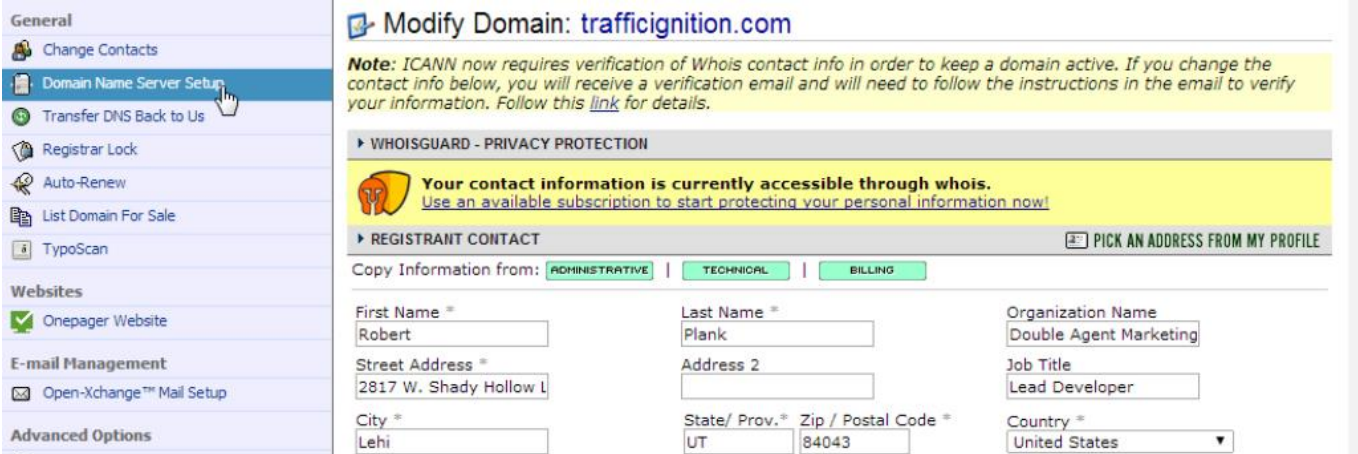 General
Change Contacts
Domain Name Server Setup
Transfer DNS Back to Us
Registrar Lock
Auto-Renew
List Domain For Sale
TypoScan
Websites
Onepager Website
E-mail Management
Open-Xchange™ Mail Setup
Advanced Options
Modify Domain: trafficignition.com
Note: ICANN now requires verification of Whois contact info in order to keep a domain active. If you change the
contact info below, you will receive a verification email and will need to follow the instructions in the email to verify
your information. Follow this link for details.
WHOISGUARD - PRIVACY PROTECTION
Your contact information is currently accessible through whois.
Use an available subscription to start protecting your personal information now!
REGISTRANT CONTACT PICK AN ADDRESS FROM MY PROFILE
Copy Information from: ADMINISTRATIVE | TECHNICAL | BILLING
First Name * Last Name * Organization Name
Robert Plank Double Agent Marketing
Street Address * Address 2 Job Title
2817 W. Shady Hollow L Lead Developer
City * State/ Prov.* Zip / Postal Code * Country *
Lehi UT 84043 United States